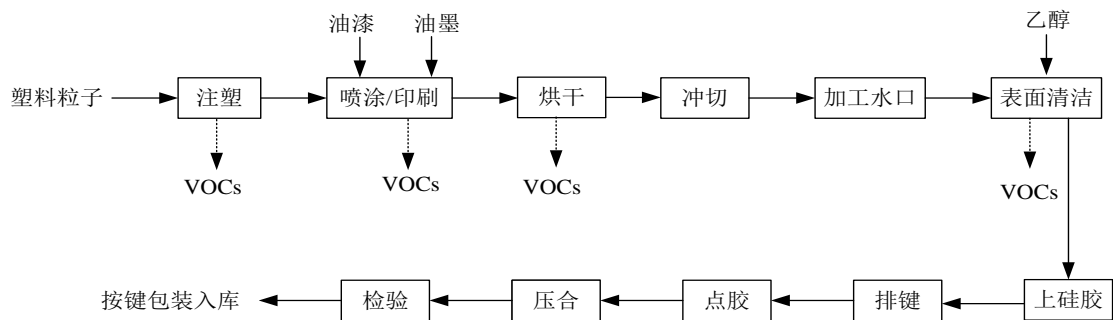 油漆
油墨
乙醇
塑料粒子
注塑
喷涂/印刷
烘干
冲切
加工水口
表面清洁
VOCs
VOCs
VOCs
VOCs
按键包装入库
检验
压合
点胶
排键
上硅胶